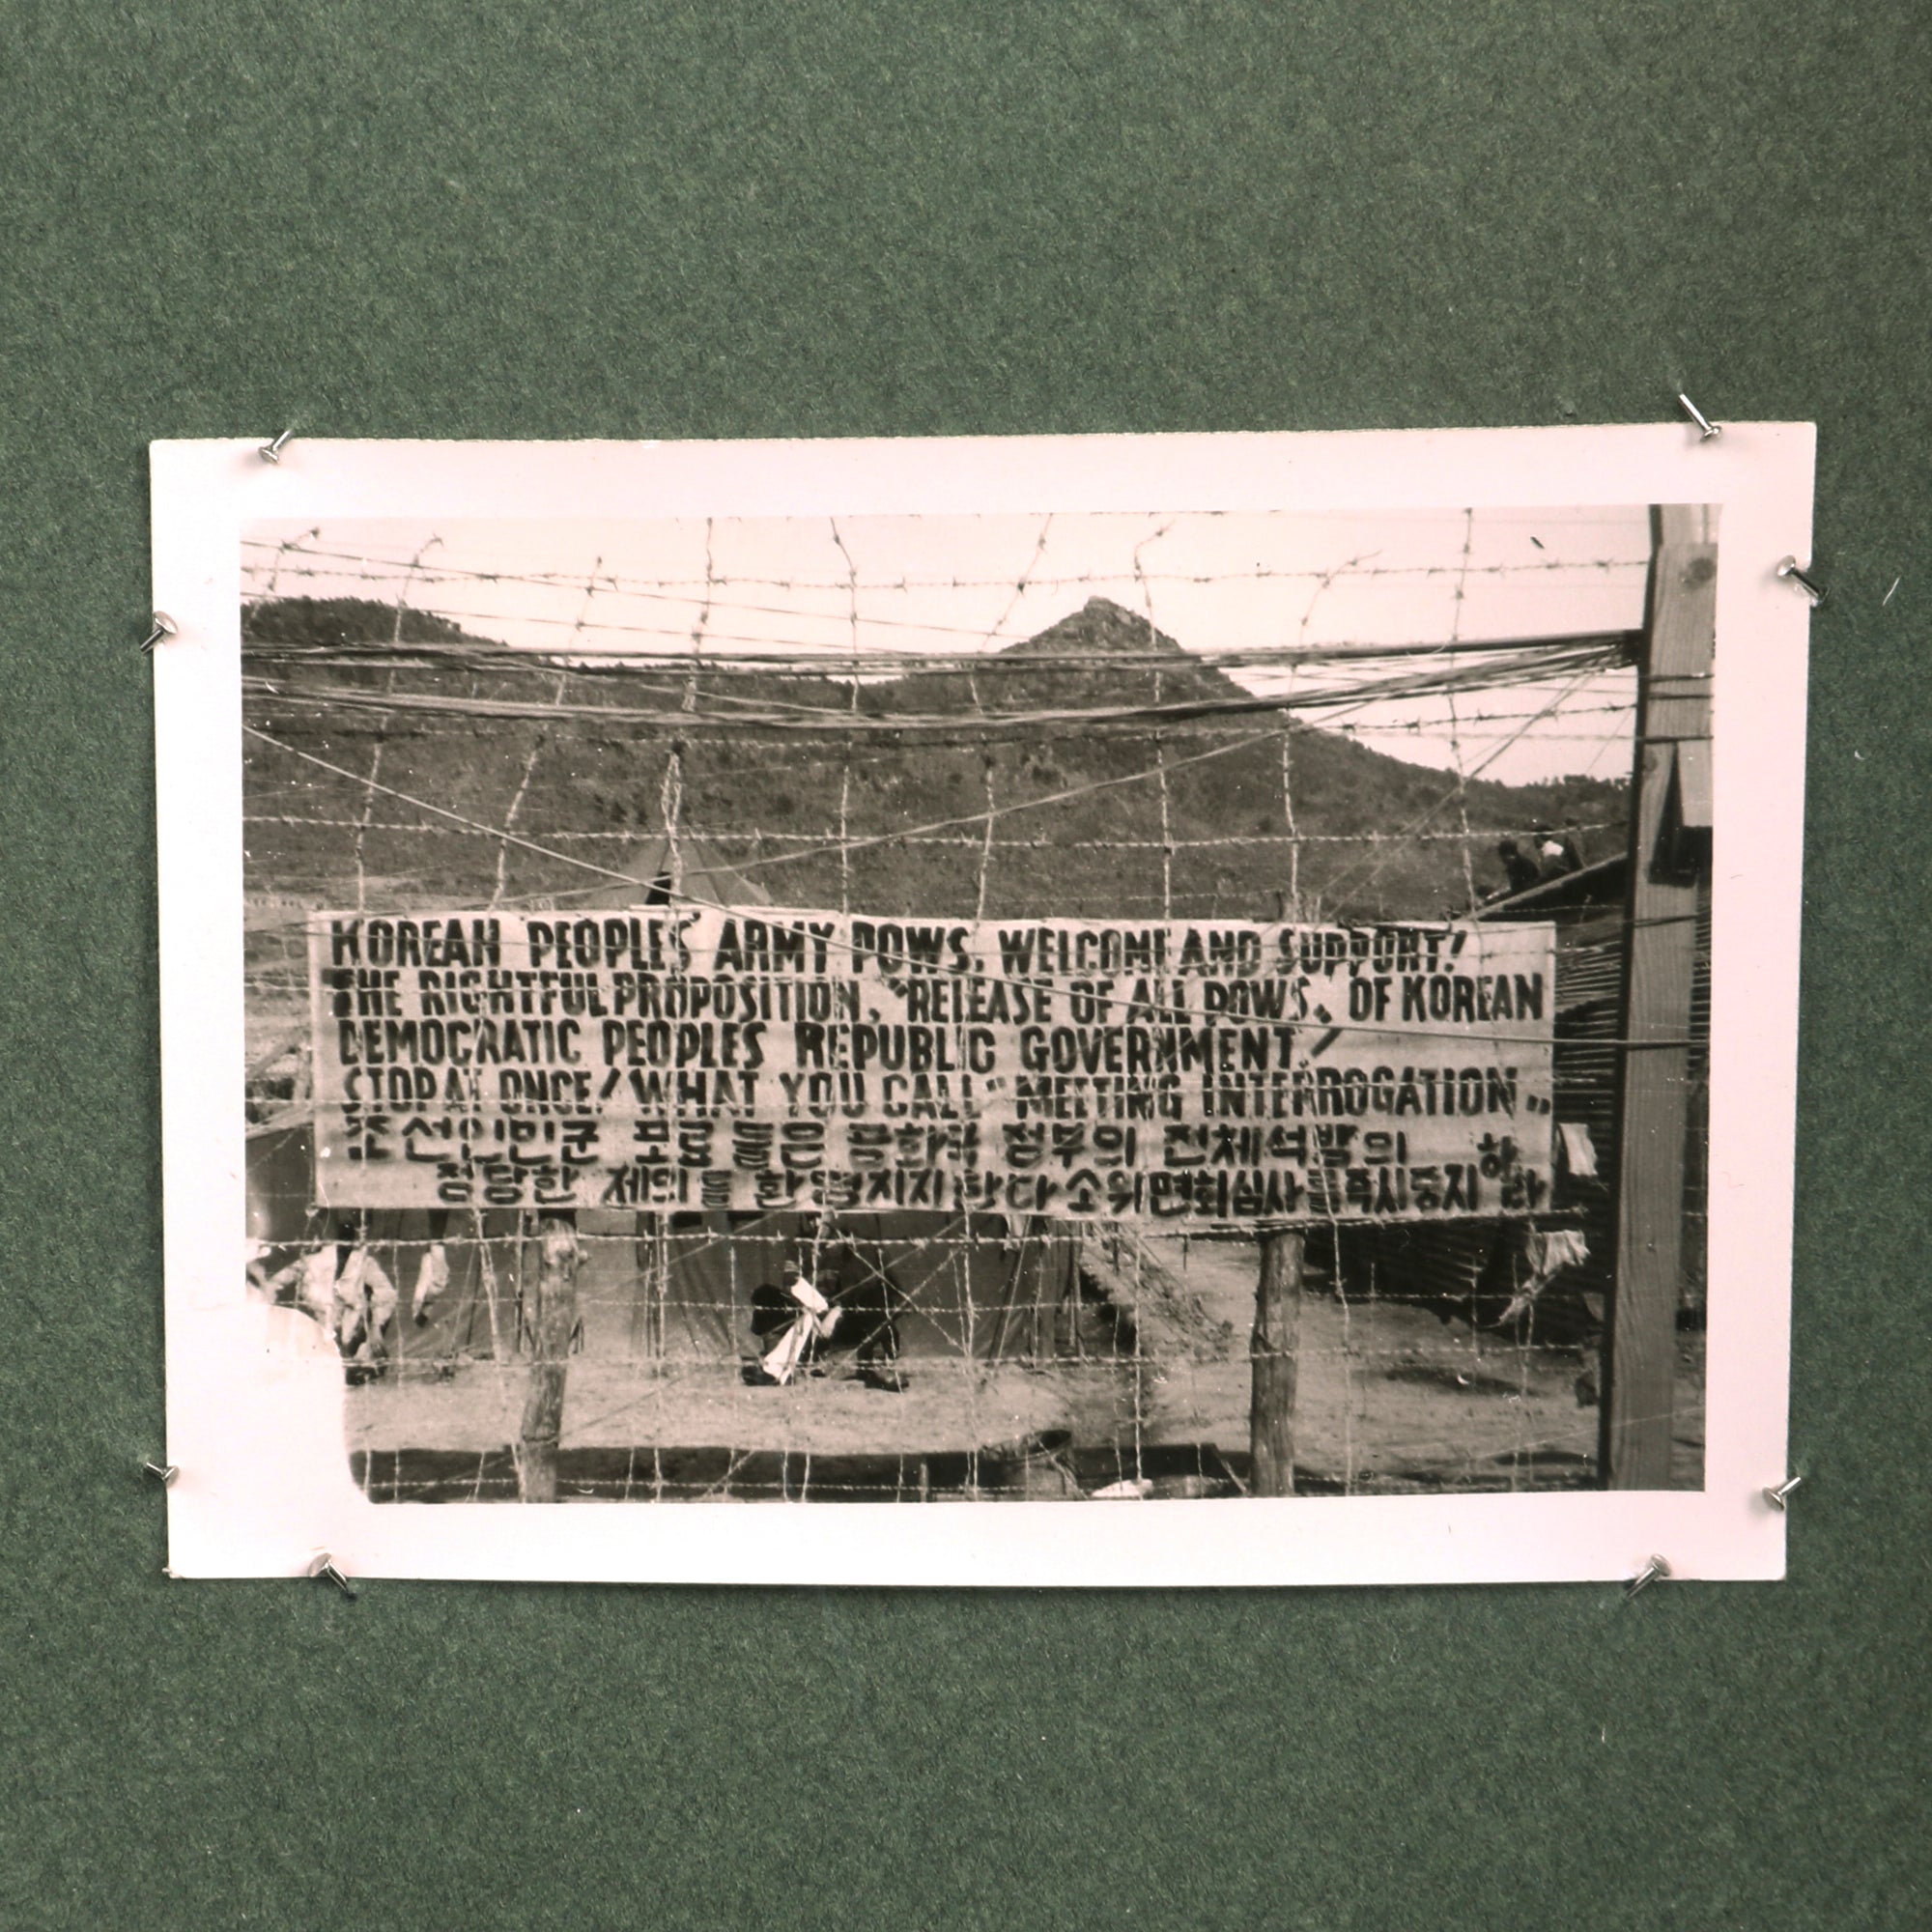 KOREAN PEOPLES' ARMY POWS. WELCOME AND SUPPORT!
THE RIGHTFUL PROPOSITION, "RELEASE OF ALL POWS," OF KOREAN
DEMOCRATIC PEOPLES REPUBLIC GOVERNMENT.
STOP AT ONCE! WHAT YOU CALL "MEETING INTERROGATION"
조선인민군 포로들은 공화국 정부의 전체석방의
정당한 제의를 환영지지한다 소위면회심사를즉시중지하라